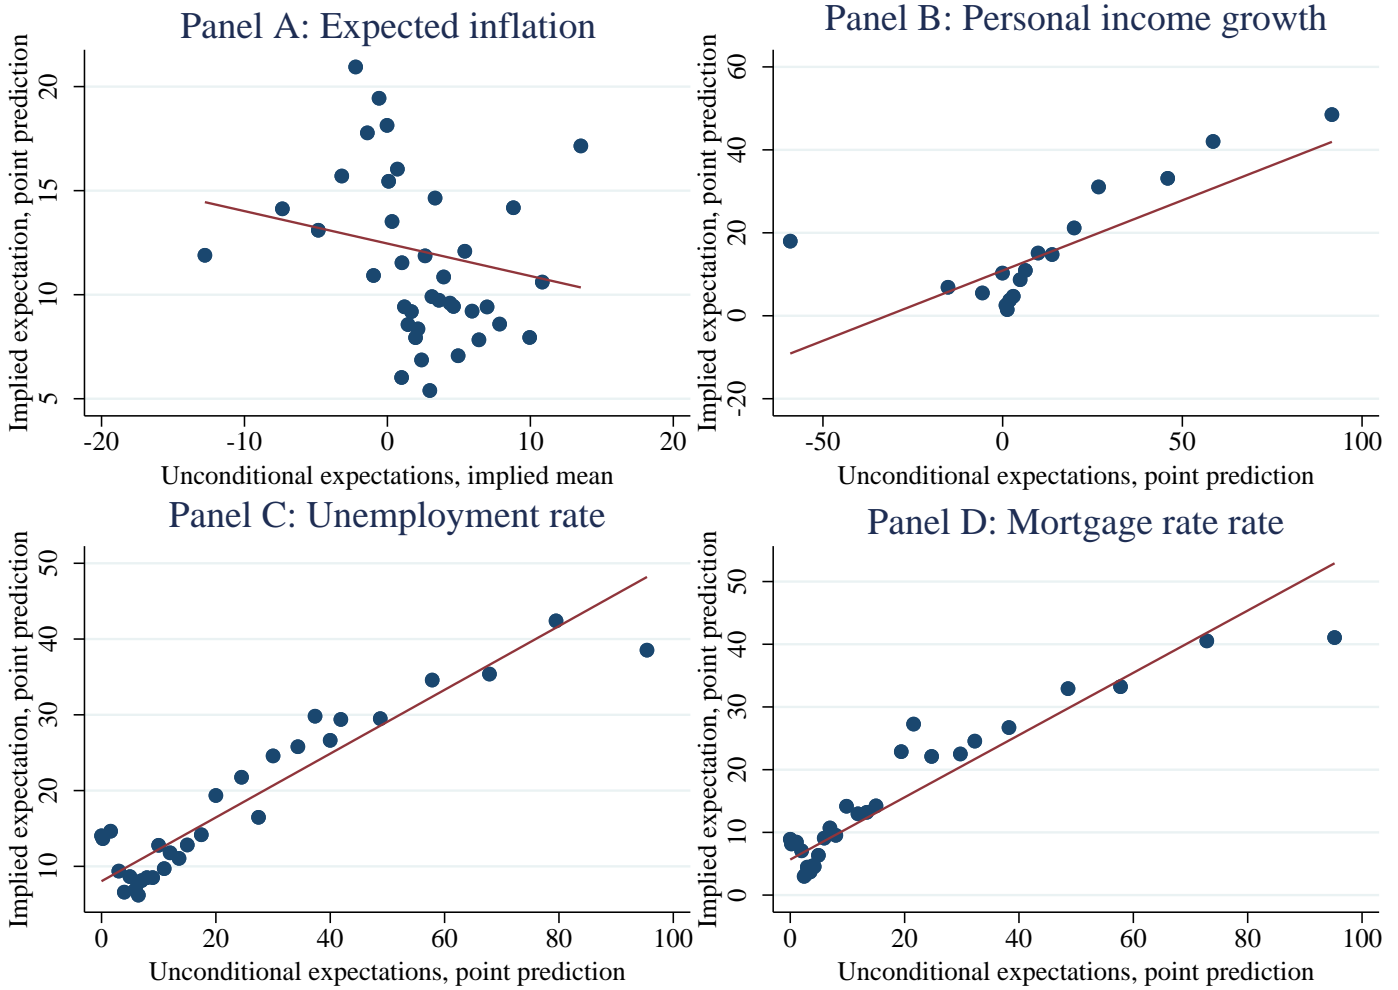 Panel A: Expected inflation
Implied expectation, point prediction
20
15
10
5
-20 -10 0 10 20
Unconditional expectations, implied mean
Panel B: Personal income growth
Implied expectation, point prediction
60
40
20
0
-20
-50 0 50 100
Unconditional expectations, point prediction
Panel C: Unemployment rate
Implied expectation, point prediction
50
40
30
20
10
0 20 40 60 80 100
Unconditional expectations, point prediction
Panel D: Mortgage rate rate
Implied expectation, point prediction
50
40
30
20
10
0
0 20 40 60 80 100
Unconditional expectations, point prediction